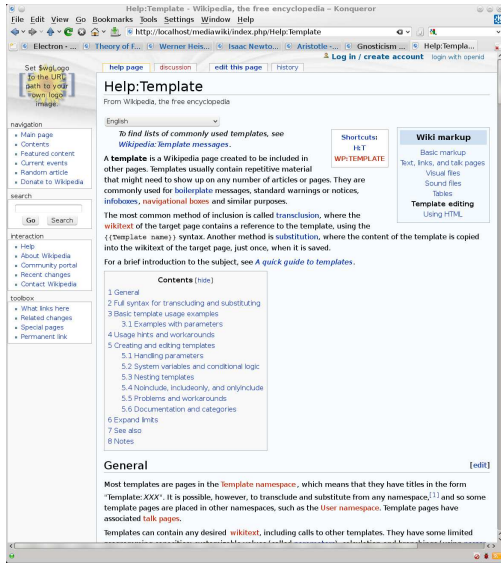 Help:Template - Wikipedia, the free encyclopedia – Konqueror
File Edit View Go Bookmarks Tools Settings Window Help
http://localhost/mediawiki/index.php/Help:Template
Electron - ... Theory of F... Werner Heis... Isaac Newto... Aristotle -... Gnosticism ... Help:Templa...
Log in / create account login with openid
help page discussion edit this page history
Set $wgLogo
to the URL
path to your
own logo
image.
Help:Template
From Wikipedia, the free encyclopedia
English
navigation
Main page
Contents
Featured content
Current events
Random article
Donate to Wikipedia
search
Go Search
interaction
Help
About Wikipedia
Community portal
Recent changes
Contact Wikipedia
toolbox
What links here
Related changes
Special pages
Permanent link
To find lists of commonly used templates, see
Wikipedia:Template messages.
Shortcuts:
H:T
WP:TEMPLATE
Wiki markup
Basic markup
Text, links, and talk pages
Visual files
Sound files
Tables
Template editing
Using HTML
A template is a Wikipedia page created to be included in
other pages. Templates usually contain repetitive material
that might need to show up on any number of articles or pages. They are
commonly used for boilerplate messages, standard warnings or notices,
infoboxes, navigational boxes and similar purposes.
The most common method of inclusion is called transclusion, where the
wikitext of the target page contains a reference to the template, using the
{{Template name}} syntax. Another method is substitution, where the content of the template is copied
into the wikitext of the target page, just once, when it is saved.
For a brief introduction to the subject, see A quick guide to templates.
Contents [hide]
1 General
2 Full syntax for transcluding and substituting
3 Basic template usage examples
3.1 Examples with parameters
4 Usage hints and workarounds
5 Creating and editing templates
5.1 Handling parameters
5.2 System variables and conditional logic
5.3 Nesting templates
5.4 Noinclude, includeonly, and onlyinclude
5.5 Problems and workarounds
5.6 Documentation and categories
6 Expand limits
7 See also
8 Notes
General [edit]
Most templates are pages in the Template namespace, which means that they have titles in the form
"Template:XXX". It is possible, however, to transclude and substitute from any namespace,[1] and so some
template pages are placed in other namespaces, such as the User namespace. Template pages have
associated talk pages.
Templates can contain any desired wikitext, including calls to other templates. They have some limited